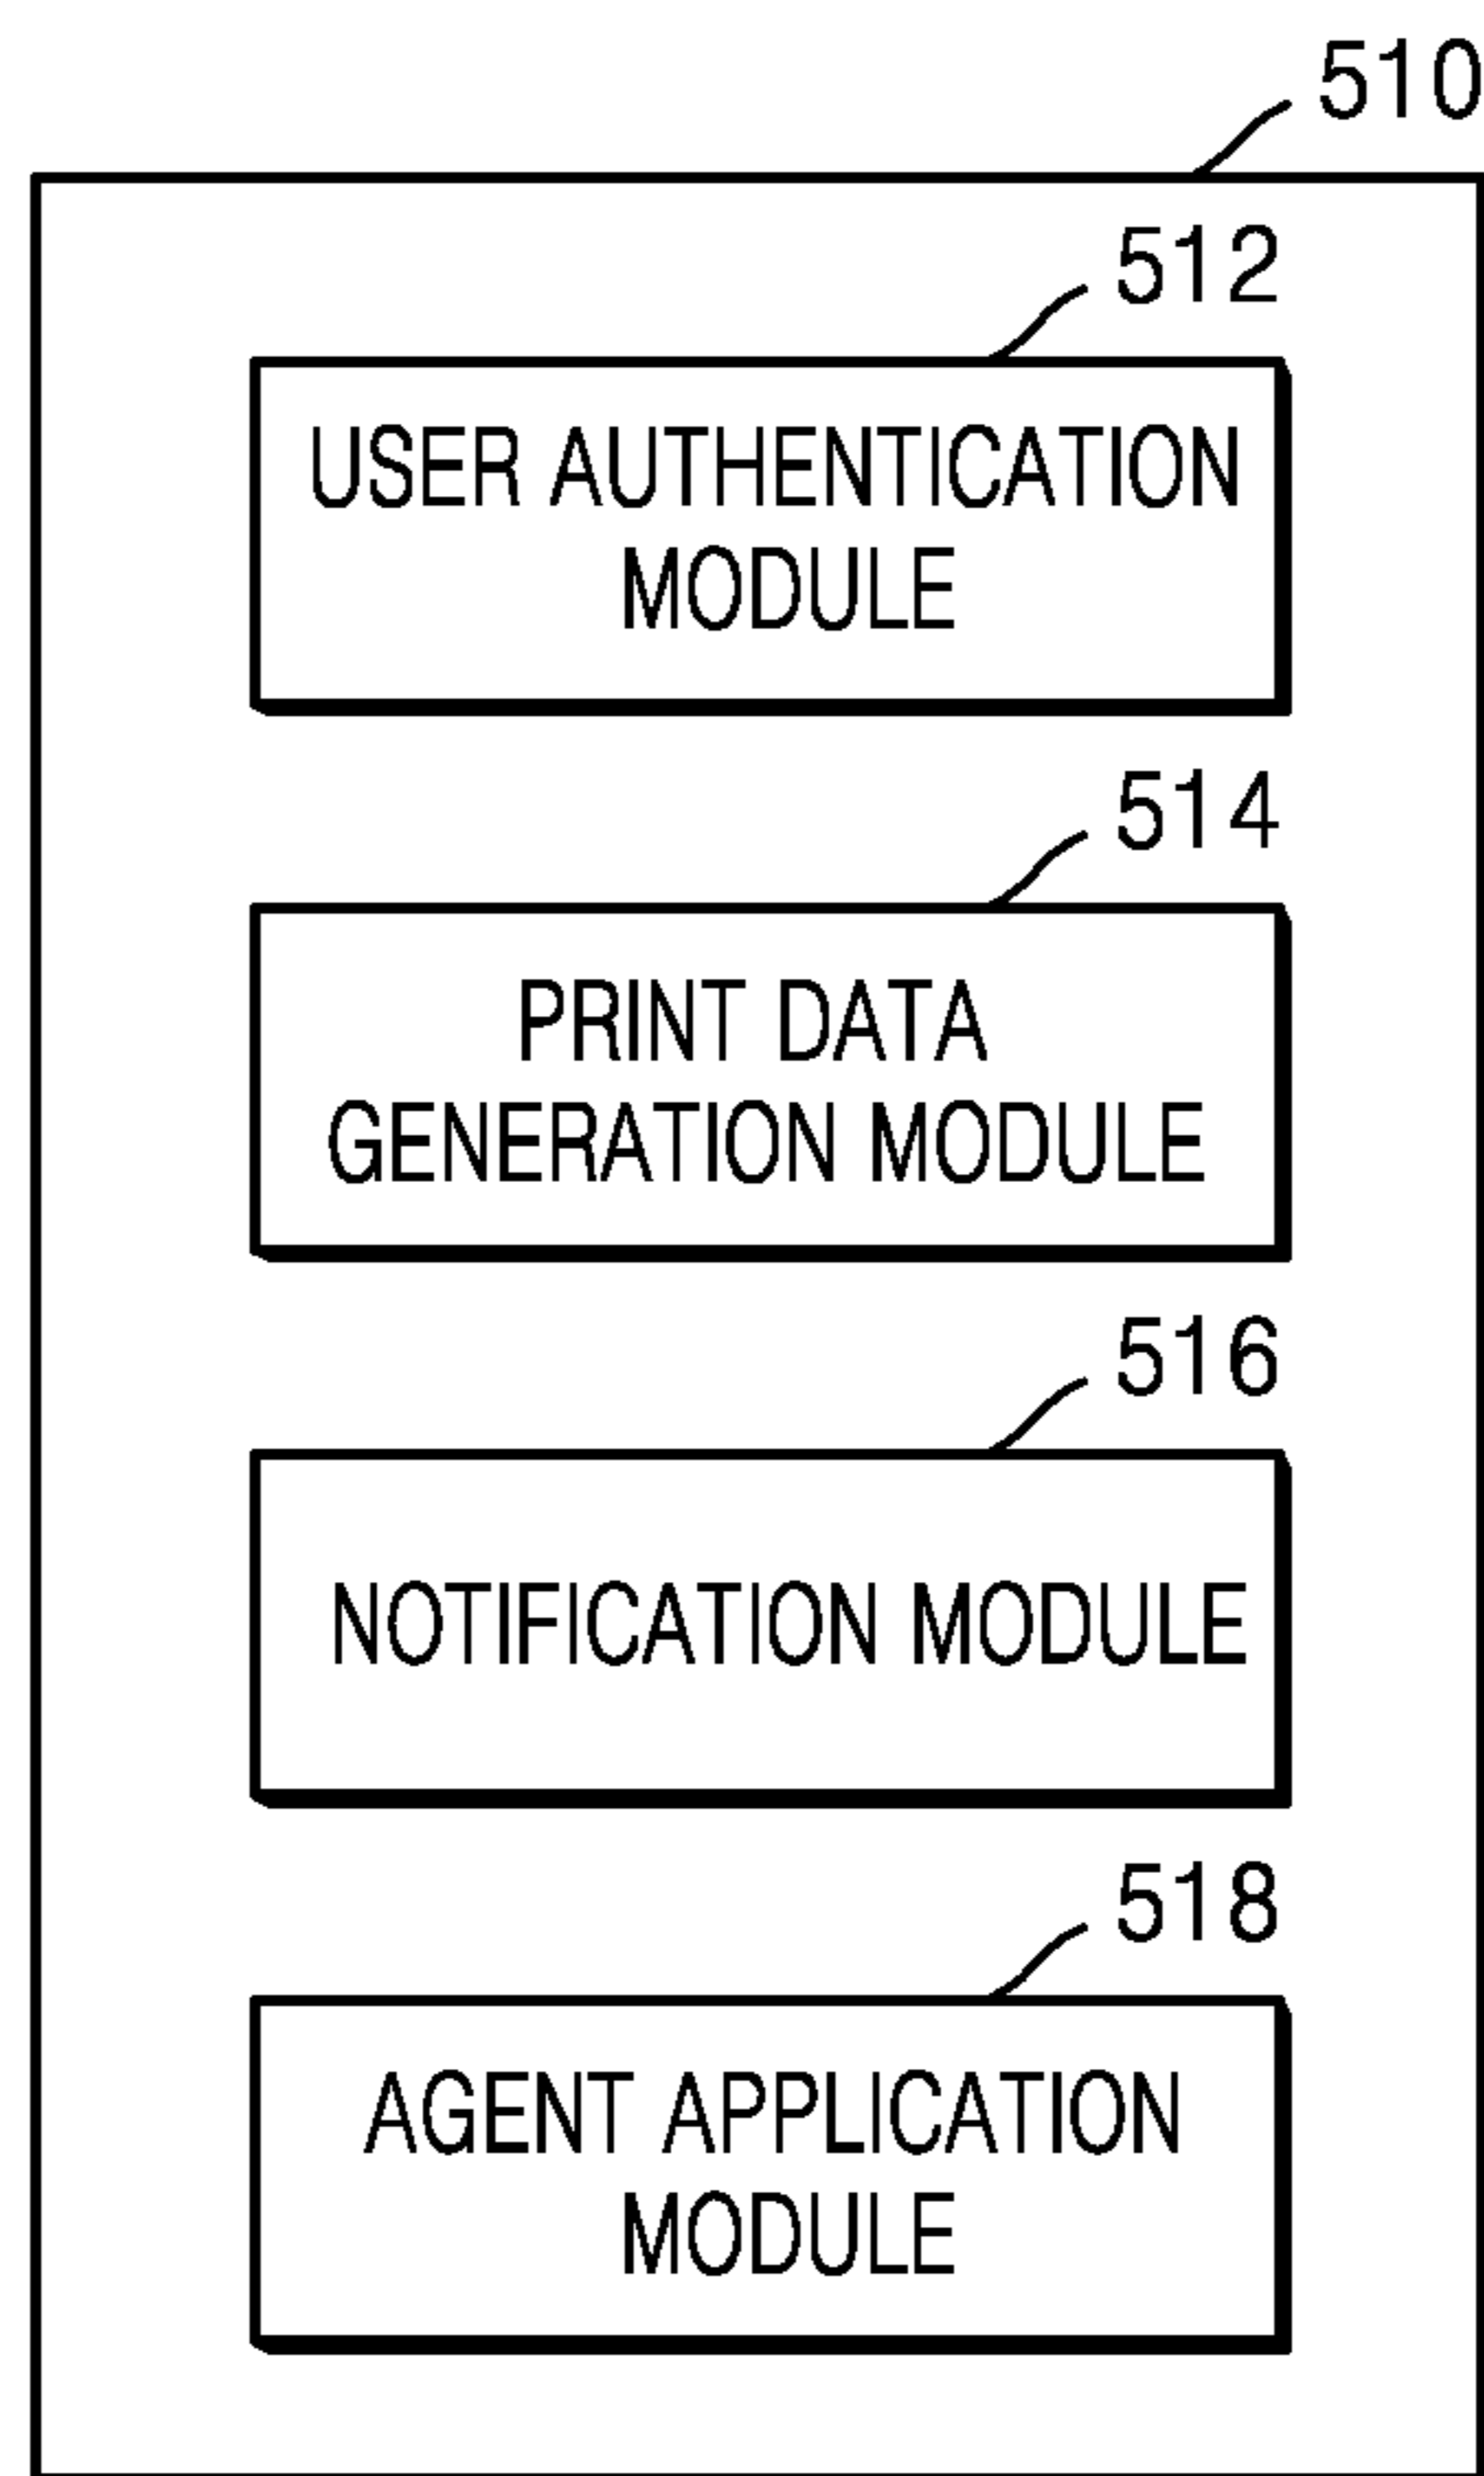 510
512
USER AUTHENTICATION
MODULE
514
PRINT DATA
GENERATION MODULE
516
NOTIFICATION MODULE
518
AGENT APPLICATION
MODULE